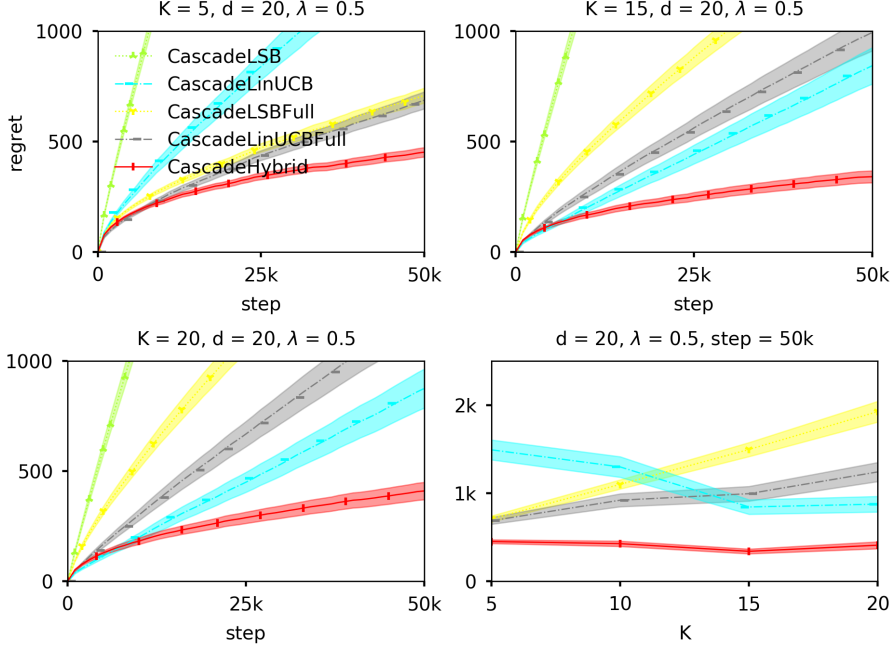 K = 5, d = 20, λ = 0.5
1000
500
0
regret
CascadeLSB
CascadeLinUCB
CascadeLSBFull
CascadeLinUCBFull
CascadeHybrid
0 25k 50k
step
K = 15, d = 20, λ = 0.5
1000
500
0
0 25k 50k
step
K = 20, d = 20, λ = 0.5
1000
500
0
0 25k 50k
step
d = 20, λ = 0.5, step = 50k
2k
1k
0
5 10 15 20
K